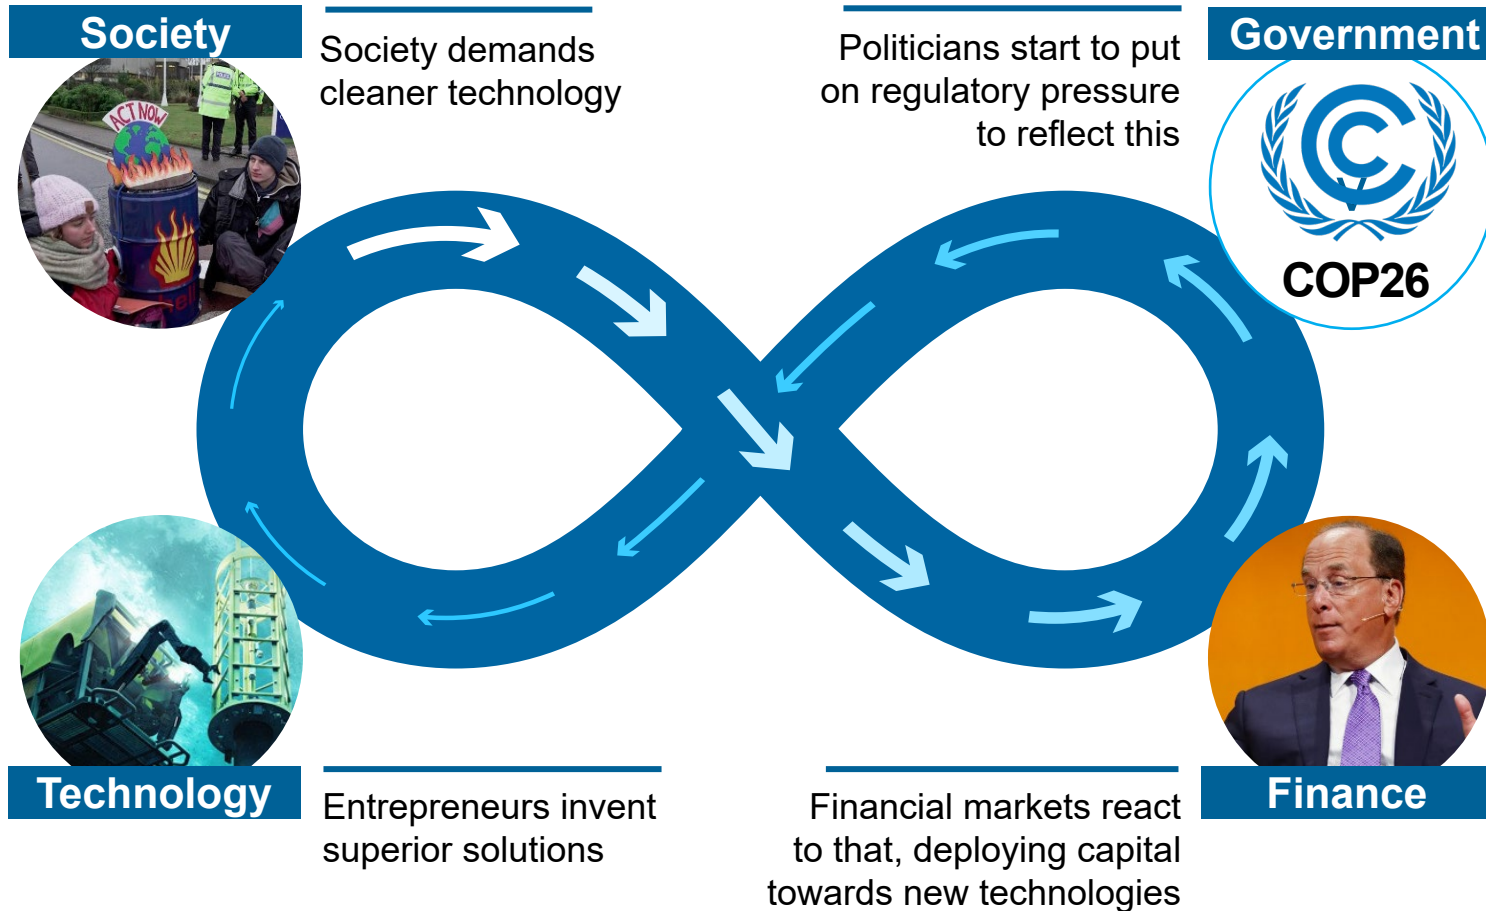 Society
Society demands
cleaner technology
Politicians start to put
on regulatory pressure
to reflect this
Government
ACT NOW
COP26
Technology
Entrepreneurs invent
superior solutions
Financial markets react
to that, deploying capital
towards new technologies
Finance